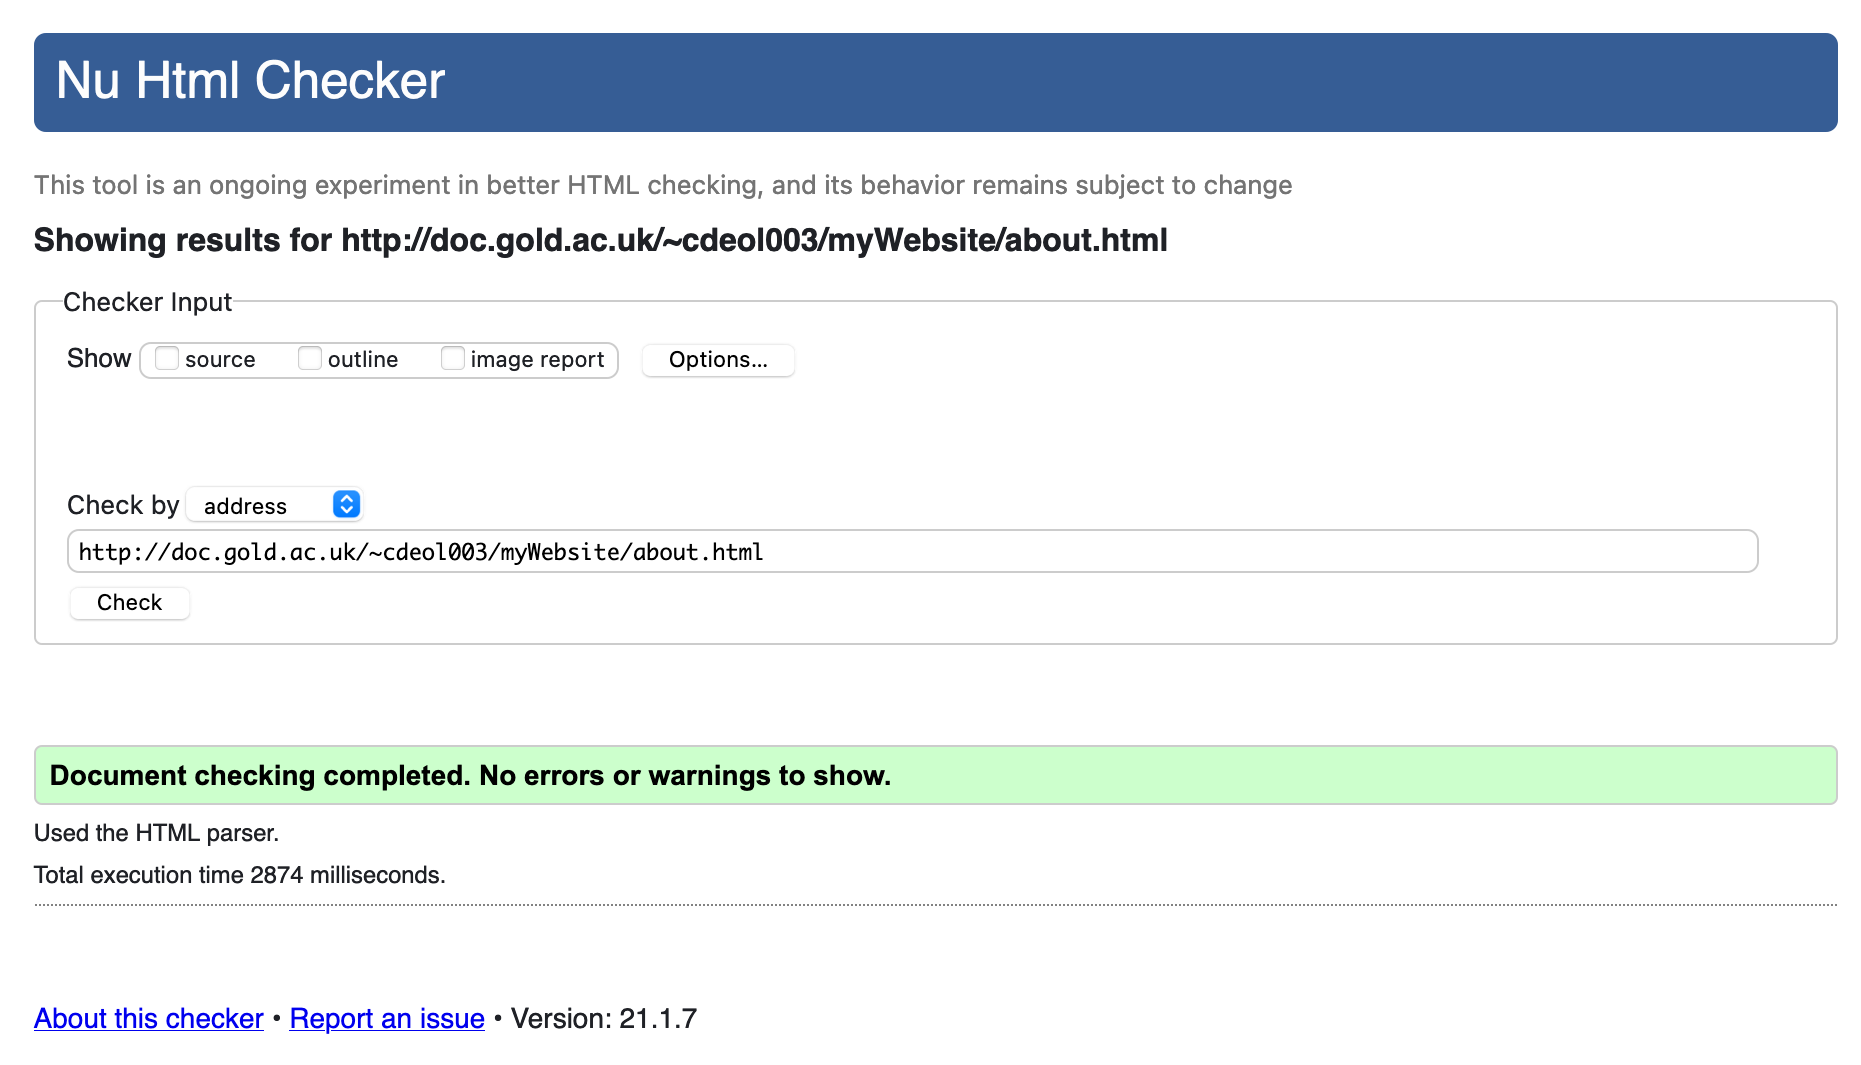 Nu Html Checker
This tool is an ongoing experiment in better HTML checking, and its behavior remains subject to change
Showing results for http://doc.gold.ac.uk/~cdeol003/myWebsite/about.html
Checker Input
Show source outline image report Options...
Check by address
http://doc.gold.ac.uk/~cdeol003/myWebsite/about.html
Check
Document checking completed. No errors or warnings to show.
Used the HTML parser.
Total execution time 2874 milliseconds.
About this checker • Report an issue • Version: 21.1.7